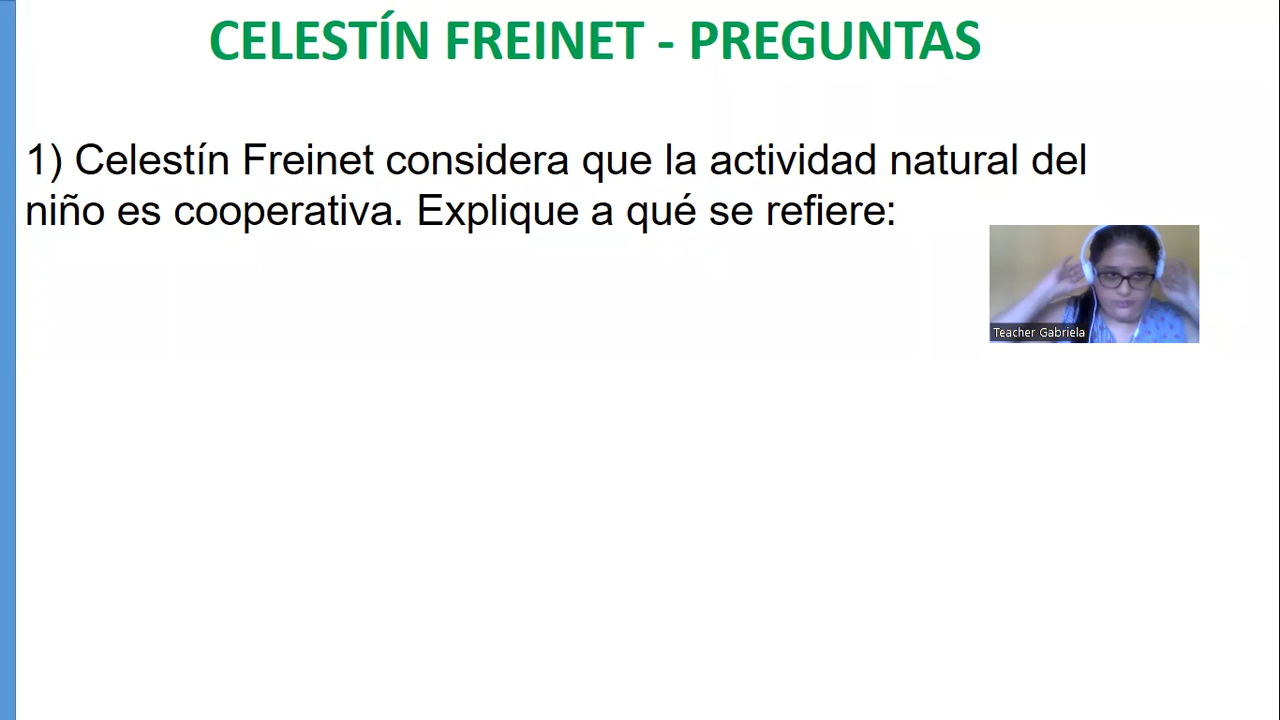 CELESTÍN FREINET - PREGUNTAS
1) Celestín Freinet considera que la actividad natural del
niño es cooperativa. Explique a qué se refiere:
Teacher Gabriela